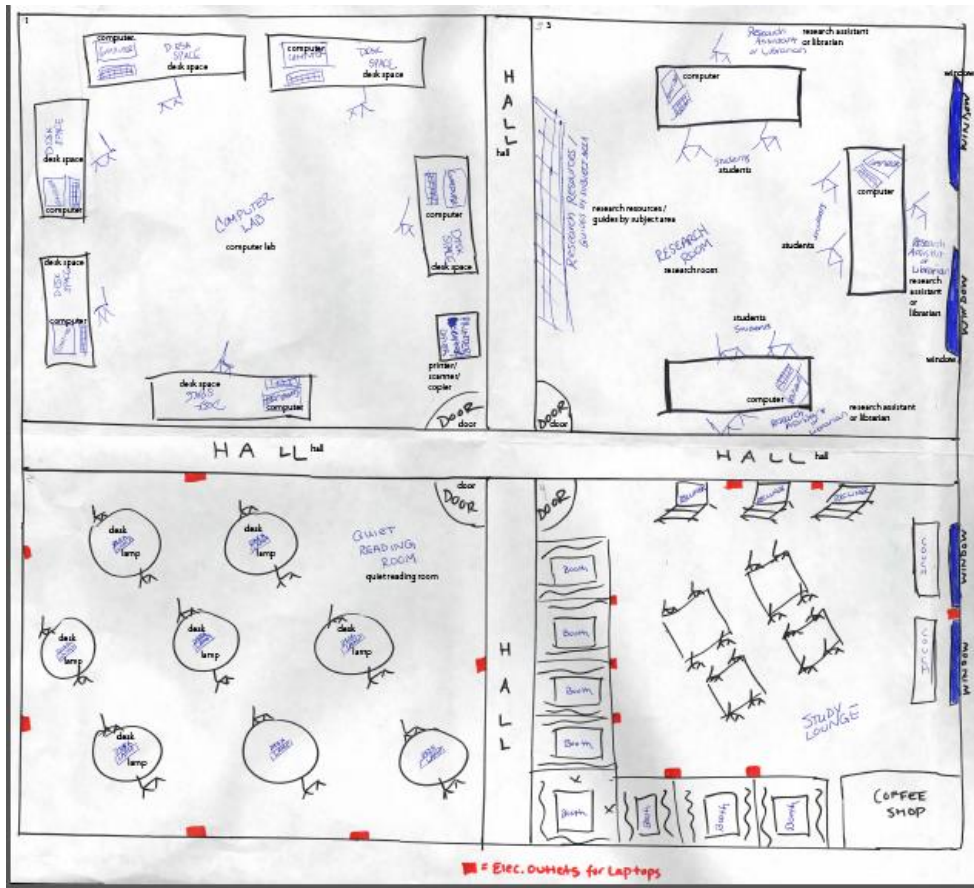 1
computer
COMPUTER
DESK
SPACE
desk space
computer
COMPUTER
DESK
SPACE
desk space
DESK
SPACE
desk space
computer
COMPUTER
LAB
computer lab
computer
DESK
SPACE
desk space
desk space
DESK
SPACE
computer
printer/
scanner/
copier
desk space
DESK
SPACE
computer
DOOR
door
HALL
hall
3
Research
Assistant
or Librarian
research assistant
or librarian
computer
students
students
window
WINDOW
Research Resources/
Guides by subject area
research resources/
guides by subject area
RESEARCH
ROOM
research room
computer
students
students
Research
Assistant
or
Librarian
research
assistant
or
librarian
WINDOW
window
students
students
computer
research assistant
or librarian
DOOR
door
HALL hall
HALL hall
2
door
DOOR
QUIET
READING
ROOM
quiet reading room
desk
lamp
desk
lamp
desk
lamp
desk
lamp
desk
lamp
desk
lamp
HALL
4
DOOR
RECLINER
RECLINER
RECLINER
Booth
Booth
Booth
Booth
Booth
Booth
Booth
Booth
WINDOW
WINDOW
STUDY
LOUNGE
COFFEE
SHOP
= Elec. outlets for Laptops